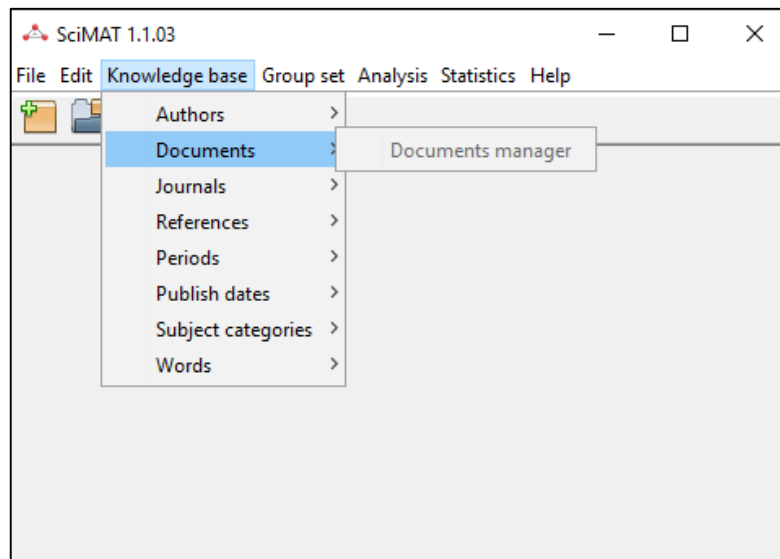 SciMAT 1.1.03
File Edit Knowledge base Group set Analysis Statistics Help
Authors
Documents
Documents manager
Journals
References
Periods
Publish dates
Subject categories
Words